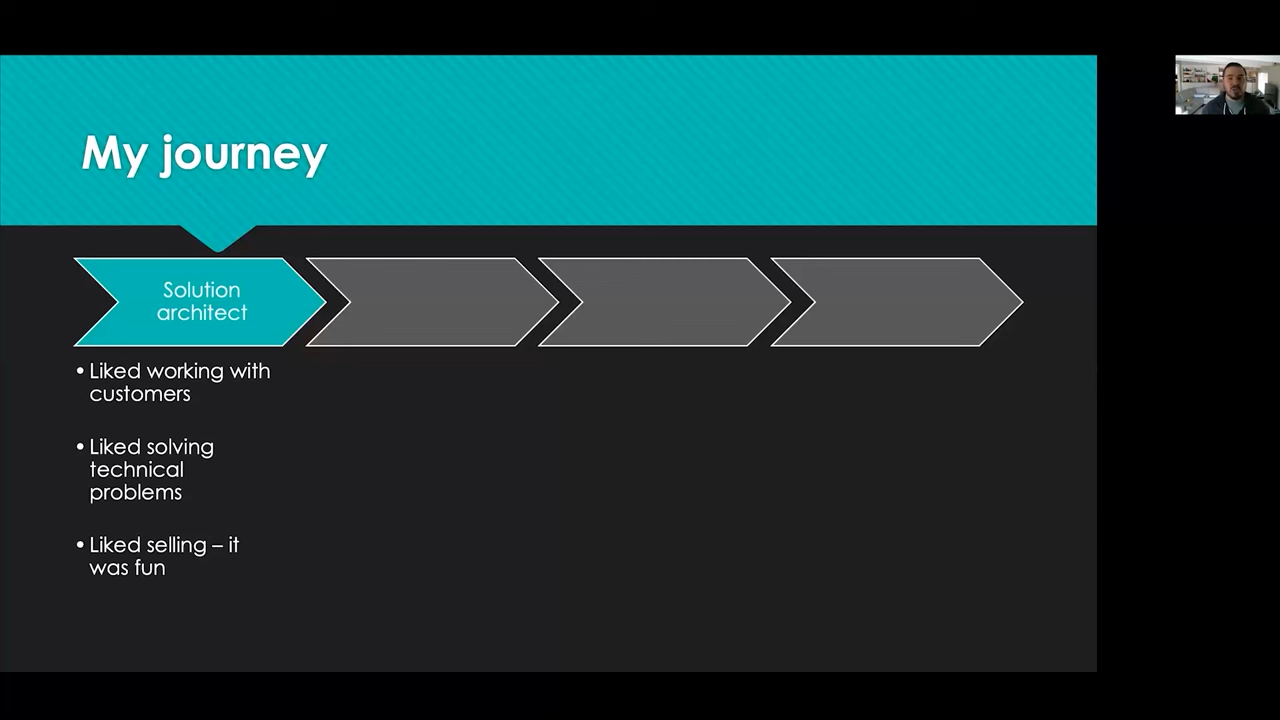 My journey
Solution
architect
• Liked working with
customers
• Liked solving
technical
problems
• Liked selling – it
was fun